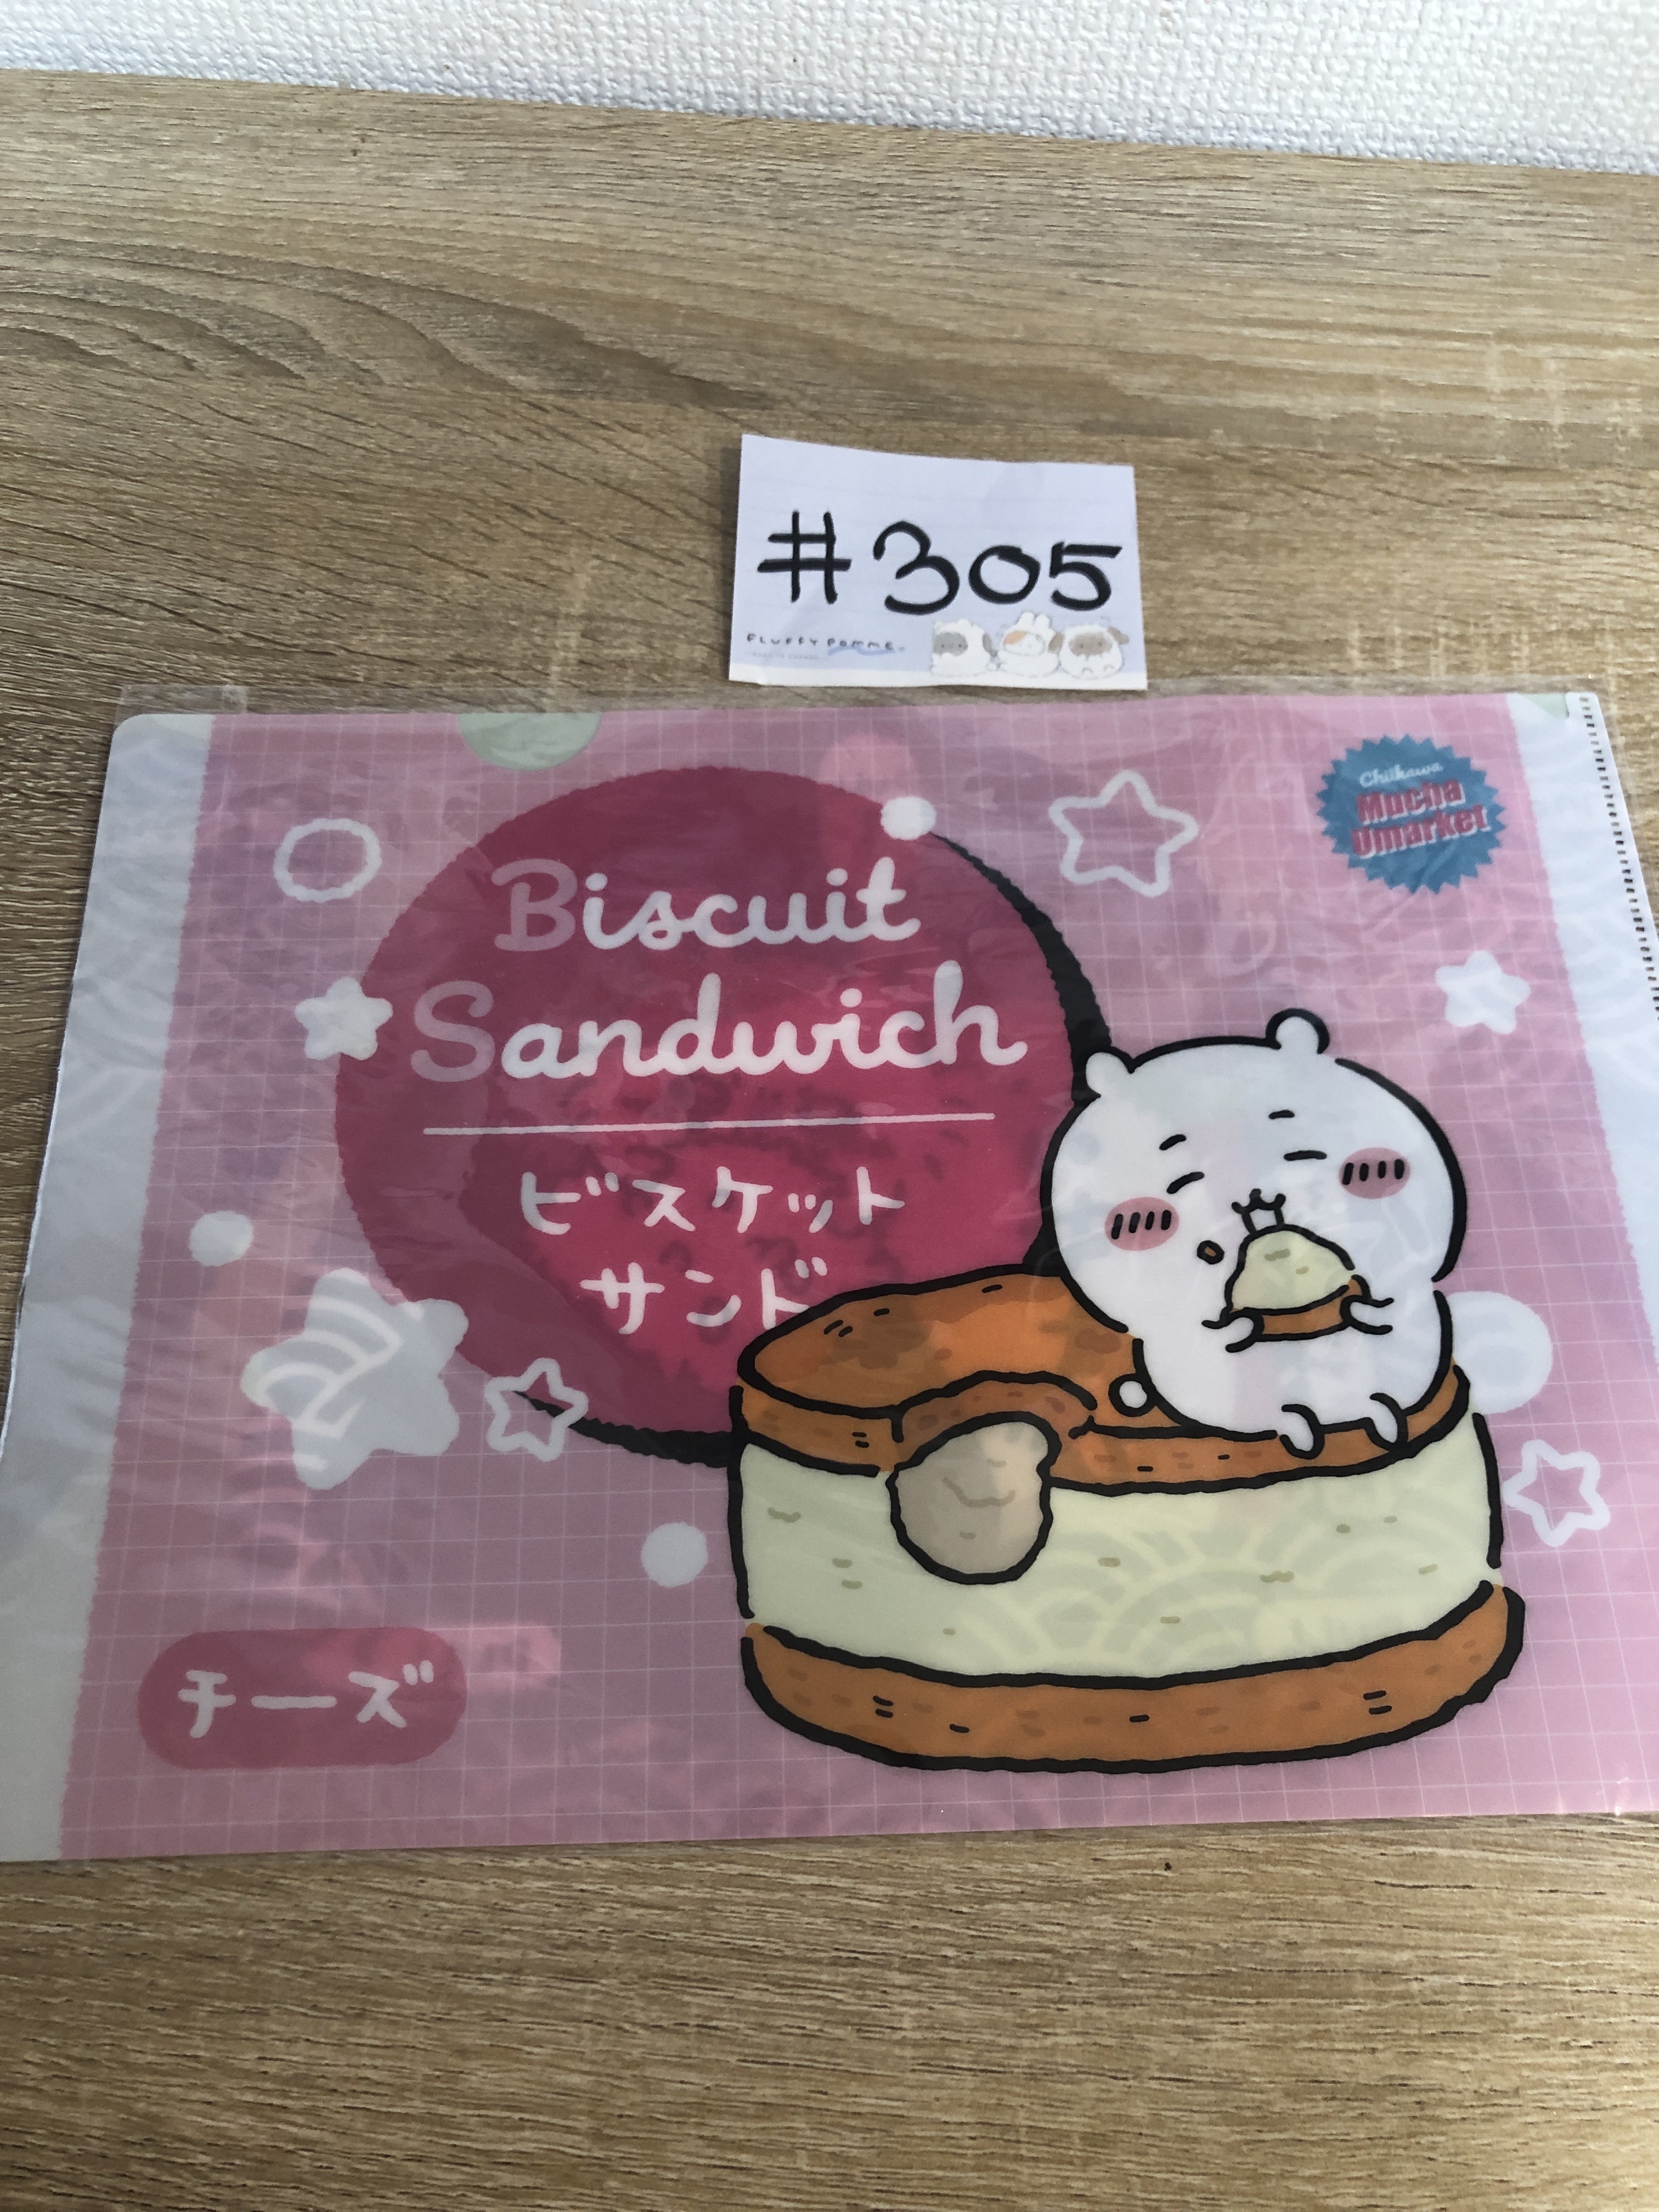 #305
FLUFFY POMME
Chiikawa
Mucha
Umarket
Biscuit
Sandwich
ビスケット
サンド
チーズ